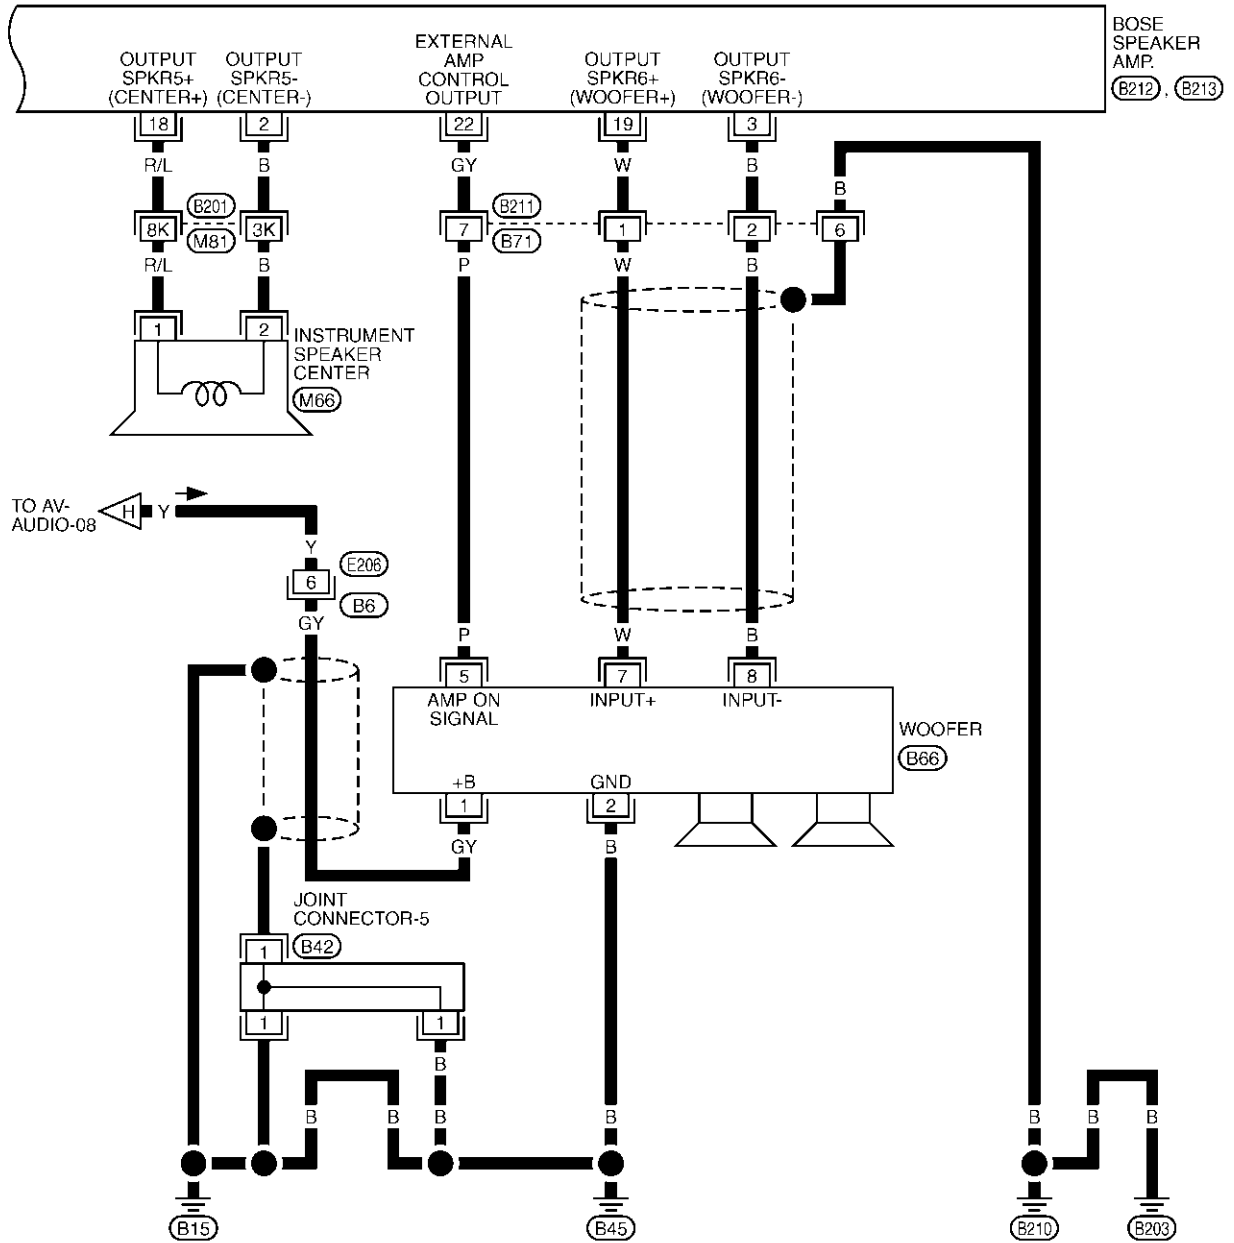 BOSE
SPEAKER
AMP.
B212 , B213
OUTPUT
SPKR5+
(CENTER+)
OUTPUT
SPKR5-
(CENTER-)
EXTERNAL
AMP
CONTROL
OUTPUT
OUTPUT
SPKR6+
(WOOFER+)
OUTPUT
SPKR6-
(WOOFER-)
18 2 22 19 3
R/L B GY W B
B
B201 B211
8K 3K 7 1 2 6
M81 B71
R/L B P W B
1 2
INSTRUMENT
SPEAKER
CENTER
M66
TO AV-
AUDIO-08
H Y
Y
E206
6
B6
GY
P W B
5 7 8
AMP ON
SIGNAL
INPUT+
INPUT-
WOOFER
B66
+B GND
1 2
GY B
JOINT
CONNECTOR-5
B42
1
1 1
B
B B B B B B B
B15 B45 B210 B203